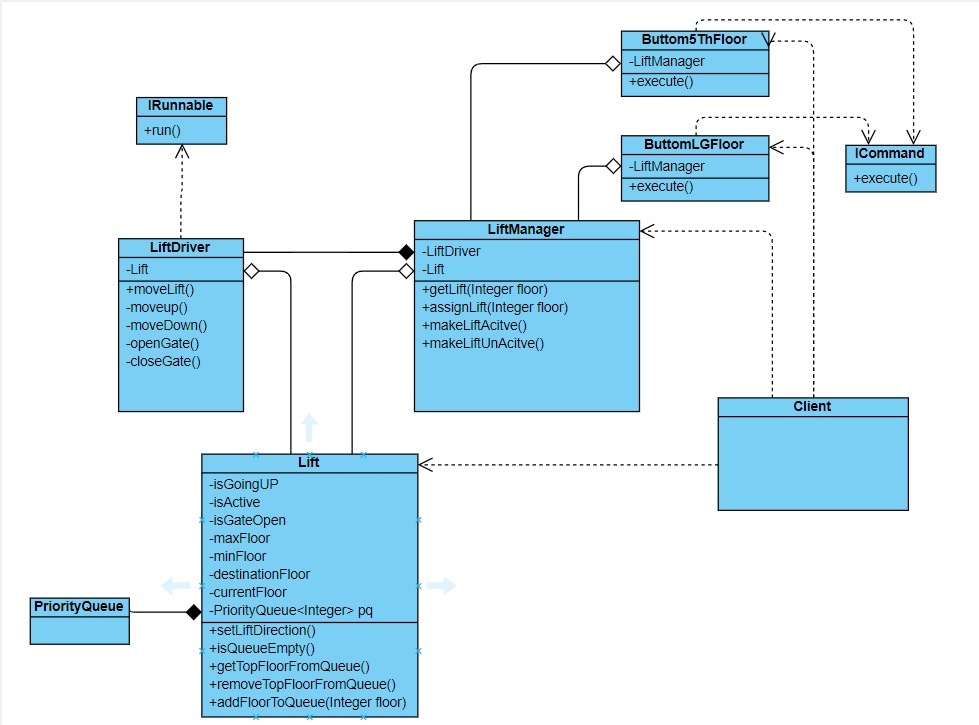 Buttom5ThFloor
-LiftManager
+execute()
IRunnable
+run()
ButtomLGFloor
-LiftManager
+execute()
ICommand
+execute()
LiftDriver
-Lift
+moveLift()
-moveup()
-moveDown()
-openGate()
-closeGate()
LiftManager
-LiftDriver
-Lift
+getLift(Integer floor)
+assignLift(Integer floor)
+makeLiftAcitve()
+makeLiftUnAcitve()
Client
Lift
-isGoingUP
-isActive
-isGateOpen
-maxFloor
-minFloor
-destinationFloor
-currentFloor
-PriorityQueue<Integer> pq
+setLiftDirection()
+isQueueEmpty()
+getTopFloorFromQueue()
+removeTopFloorFromQueue()
+addFloorToQueue(Integer floor)
PriorityQueue